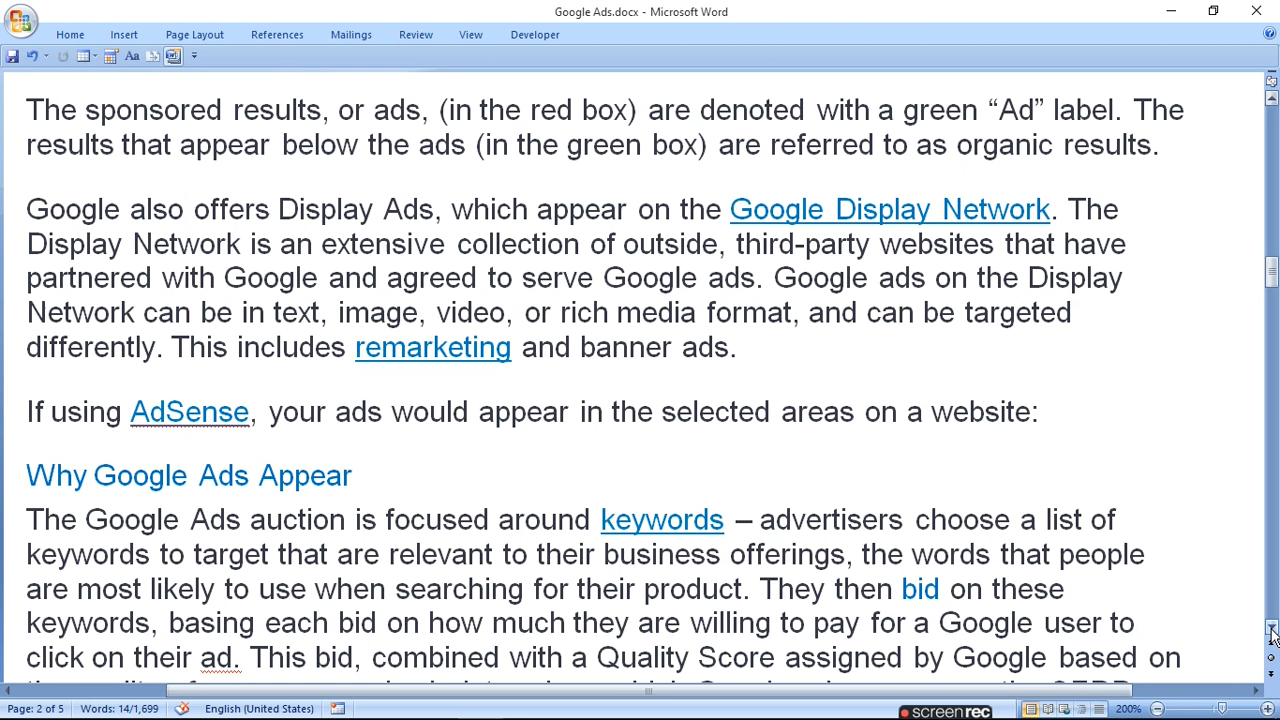 Google Ads.docx - Microsoft Word
Home Insert Page Layout References Mailings Review View Developer
Aa
The sponsored results, or ads, (in the red box) are denoted with a green “Ad” label. The
results that appear below the ads (in the green box) are referred to as organic results.
Google also offers Display Ads, which appear on the Google Display Network. The
Display Network is an extensive collection of outside, third-party websites that have
partnered with Google and agreed to serve Google ads. Google ads on the Display
Network can be in text, image, video, or rich media format, and can be targeted
differently. This includes remarketing and banner ads.
If using AdSense, your ads would appear in the selected areas on a website:
Why Google Ads Appear
The Google Ads auction is focused around keywords – advertisers choose a list of
keywords to target that are relevant to their business offerings, the words that people
are most likely to use when searching for their product. They then bid on these
keywords, basing each bid on how much they are willing to pay for a Google user to
click on their ad. This bid, combined with a Quality Score assigned by Google based on
Page: 2 of 5 Words: 14/1,699 English (United States) screenrec 200%